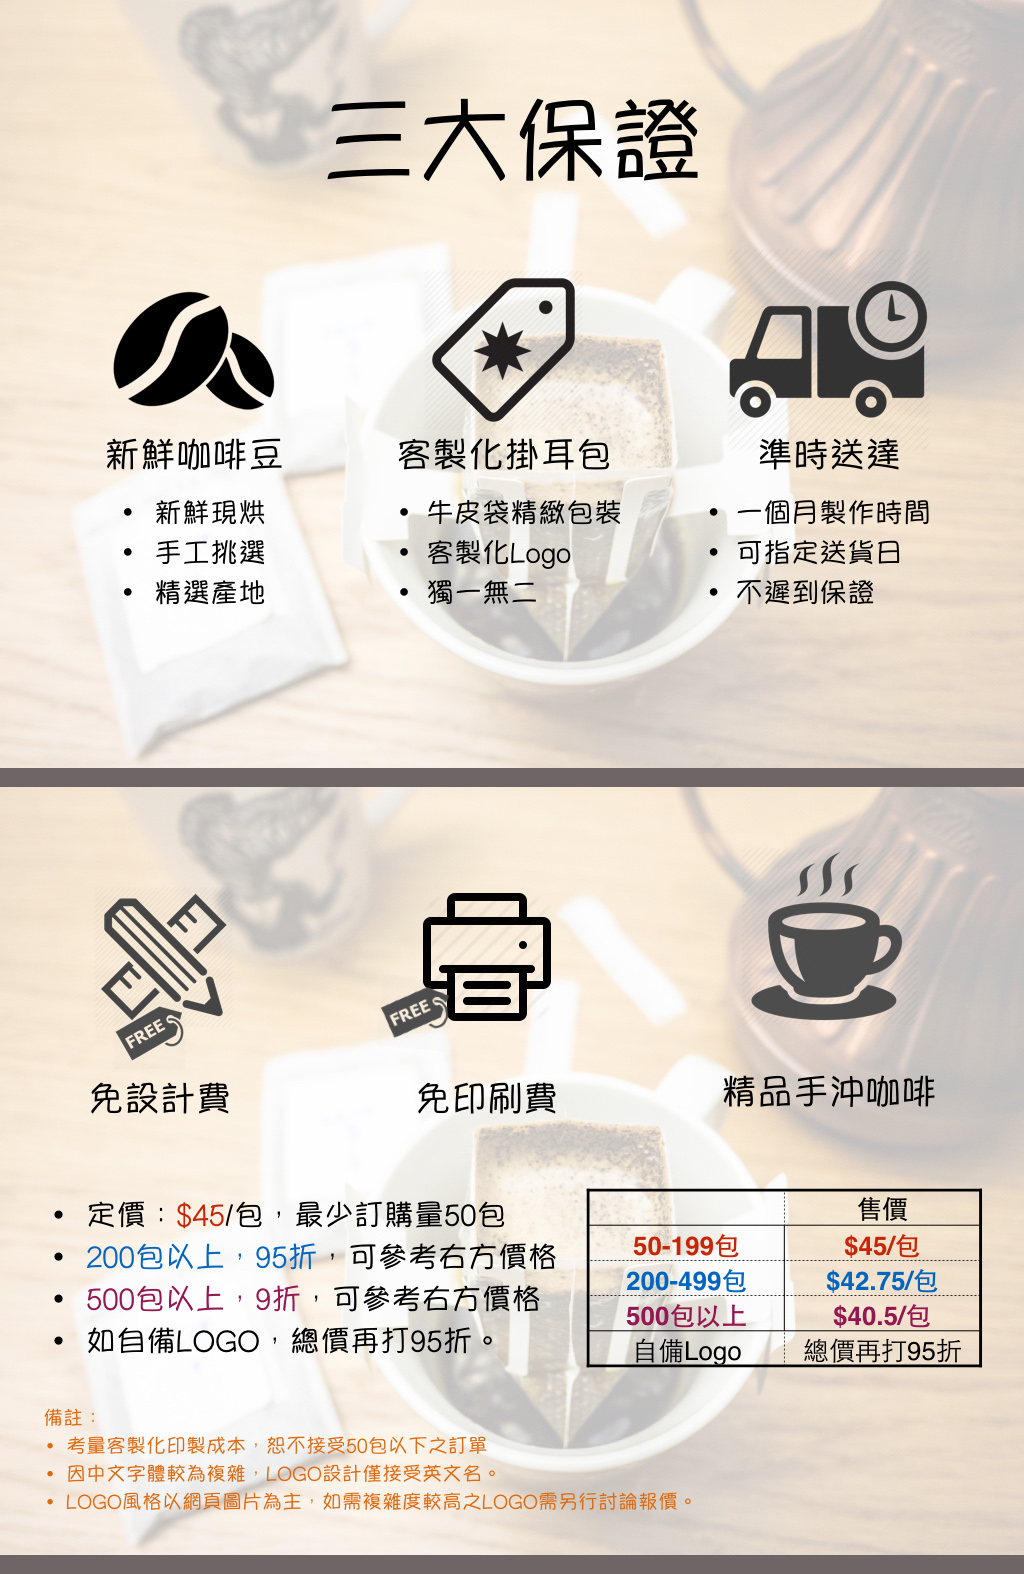 三大保證
新鮮咖啡豆
• 新鮮現烘
• 手工挑選
• 精選產地
客製化掛耳包
• 牛皮袋精緻包裝
• 客製化Logo
• 獨一無二
準時送達
• 一個月製作時間
• 可指定送貨日
• 不遲到保證
FREE
免設計費
FREE
免印刷費
精品手沖咖啡
• 定價：$45/包，最少訂購量50包
• 200包以上，95折，可參考右方價格
• 500包以上，9折，可參考右方價格
• 如自備LOGO，總價再打95折。
售價
50-199包 $45/包
200-499包 $42.75/包
500包以上 $40.5/包
自備Logo 總價再打95折
備註：
• 考量客製化印製成本，恕不接受50包以下之訂單
• 因中文字體較為複雜，LOGO設計僅接受英文名。
• LOGO風格以網頁圖片為主，如需複雜度較高之LOGO需另行討論報價。